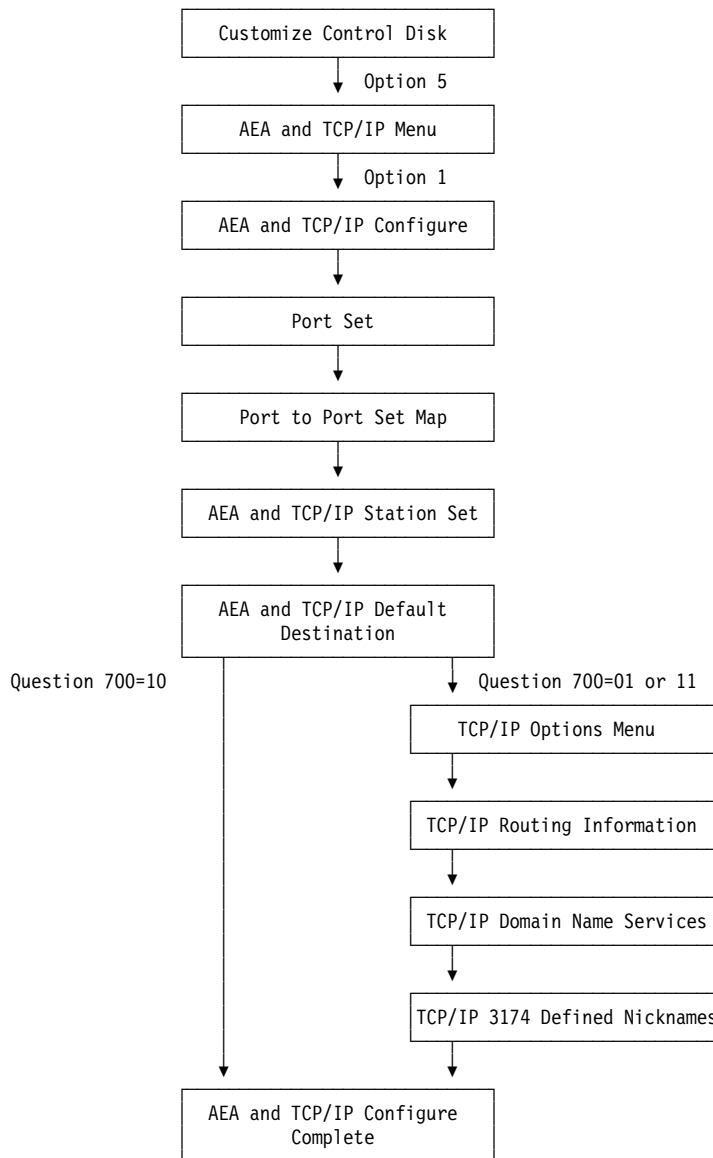 Customize Control Disk
Option 5
AEA and TCP/IP Menu
Option 1
AEA and TCP/IP Configure
Port Set
Port to Port Set Map
AEA and TCP/IP Station Set
AEA and TCP/IP Default
Destination
Question 700=10
Question 700=01 or 11
TCP/IP Options Menu
TCP/IP Routing Information
TCP/IP Domain Name Services
TCP/IP 3174 Defined Nicknames
AEA and TCP/IP Configure
Complete